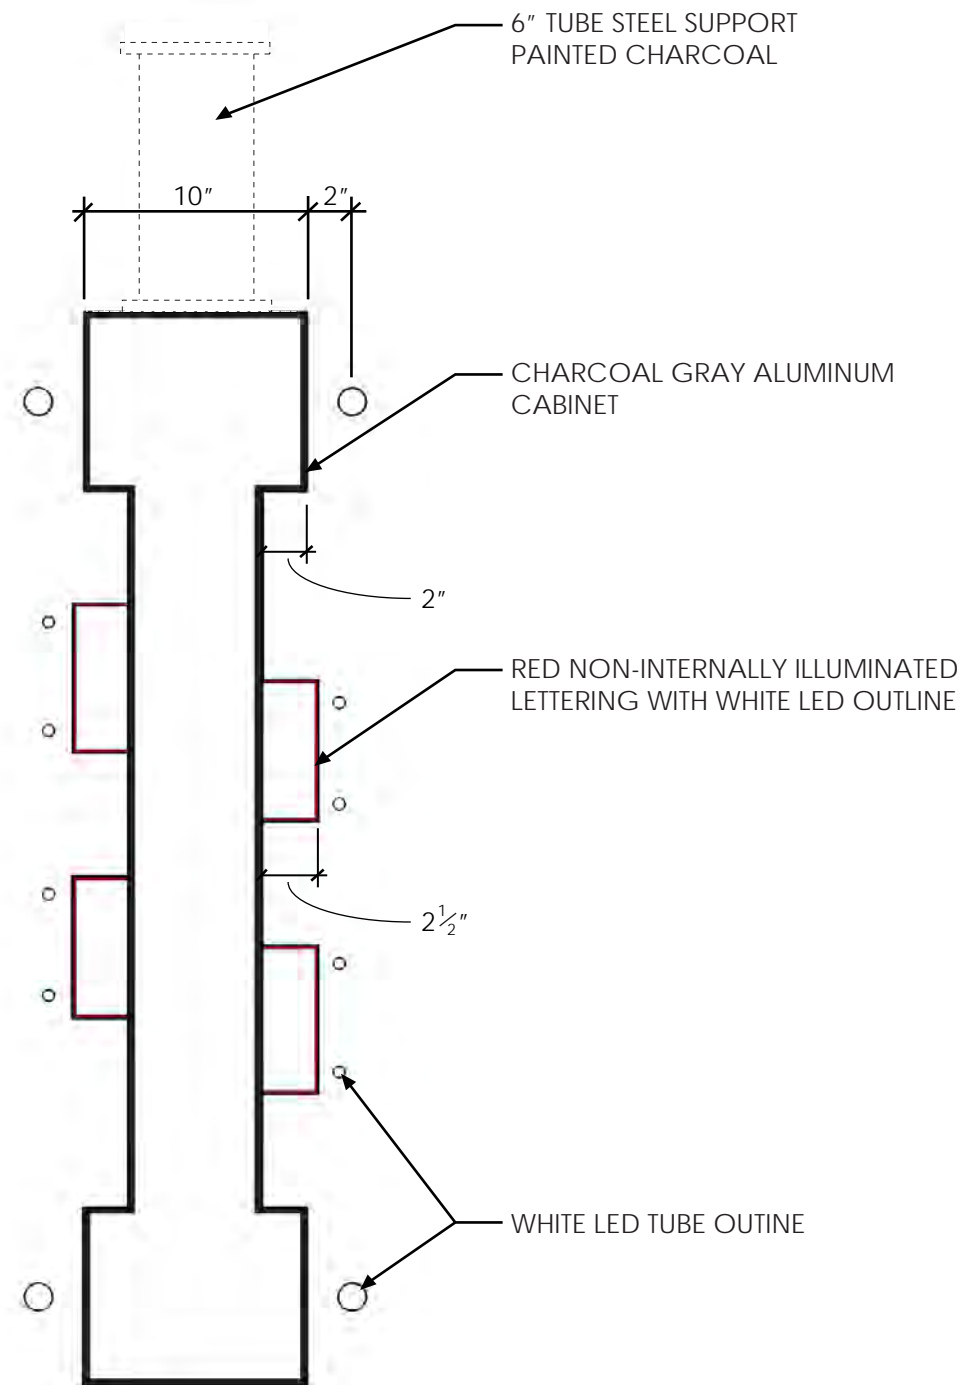 6" TUBE STEEL SUPPORT
PAINTED CHARCOAL
10"
2"
CHARCOAL GRAY ALUMINUM
CABINET
2"
RED NON-INTERNALLY ILLUMINATED
LETTERING WITH WHITE LED OUTLINE
2½"
WHITE LED TUBE OUTINE